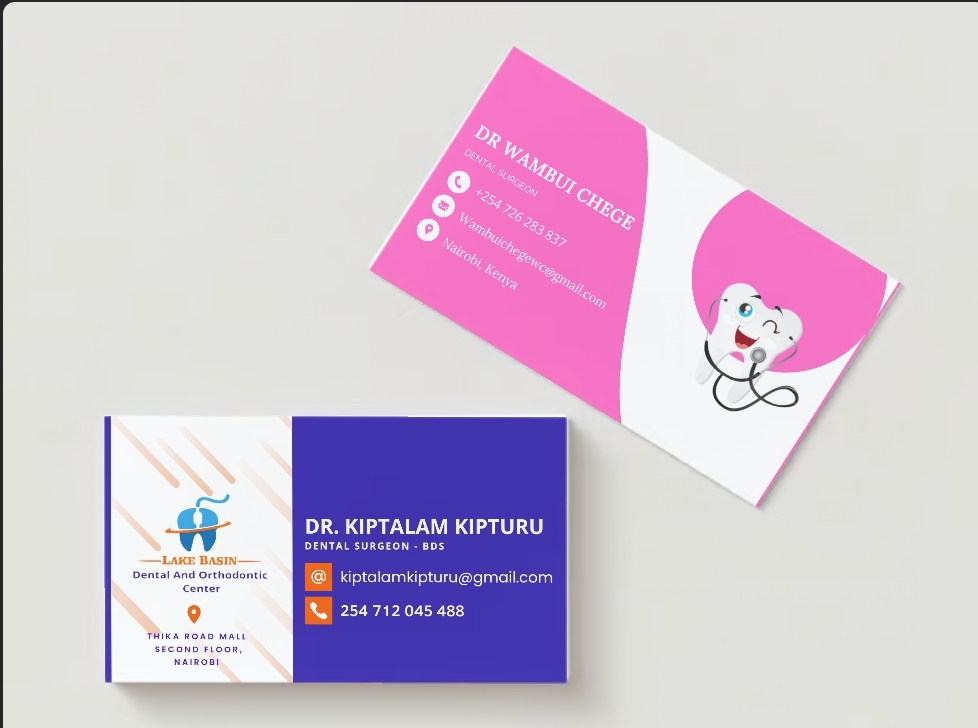 DR WAMBUI CHEGE
DENTAL SURGEON
+254 726 283 837
Wambuichegewc@gmail.com
Nairobi, Kenya
LAKE BASIN
Dental And Orthodontic
Center
THIKA ROAD MALL
SECOND FLOOR,
NAIROBI
DR. KIPTALAM KIPTURU
DENTAL SURGEON - BDS
@ kiptalamkipturu@gmail.com
254 712 045 488